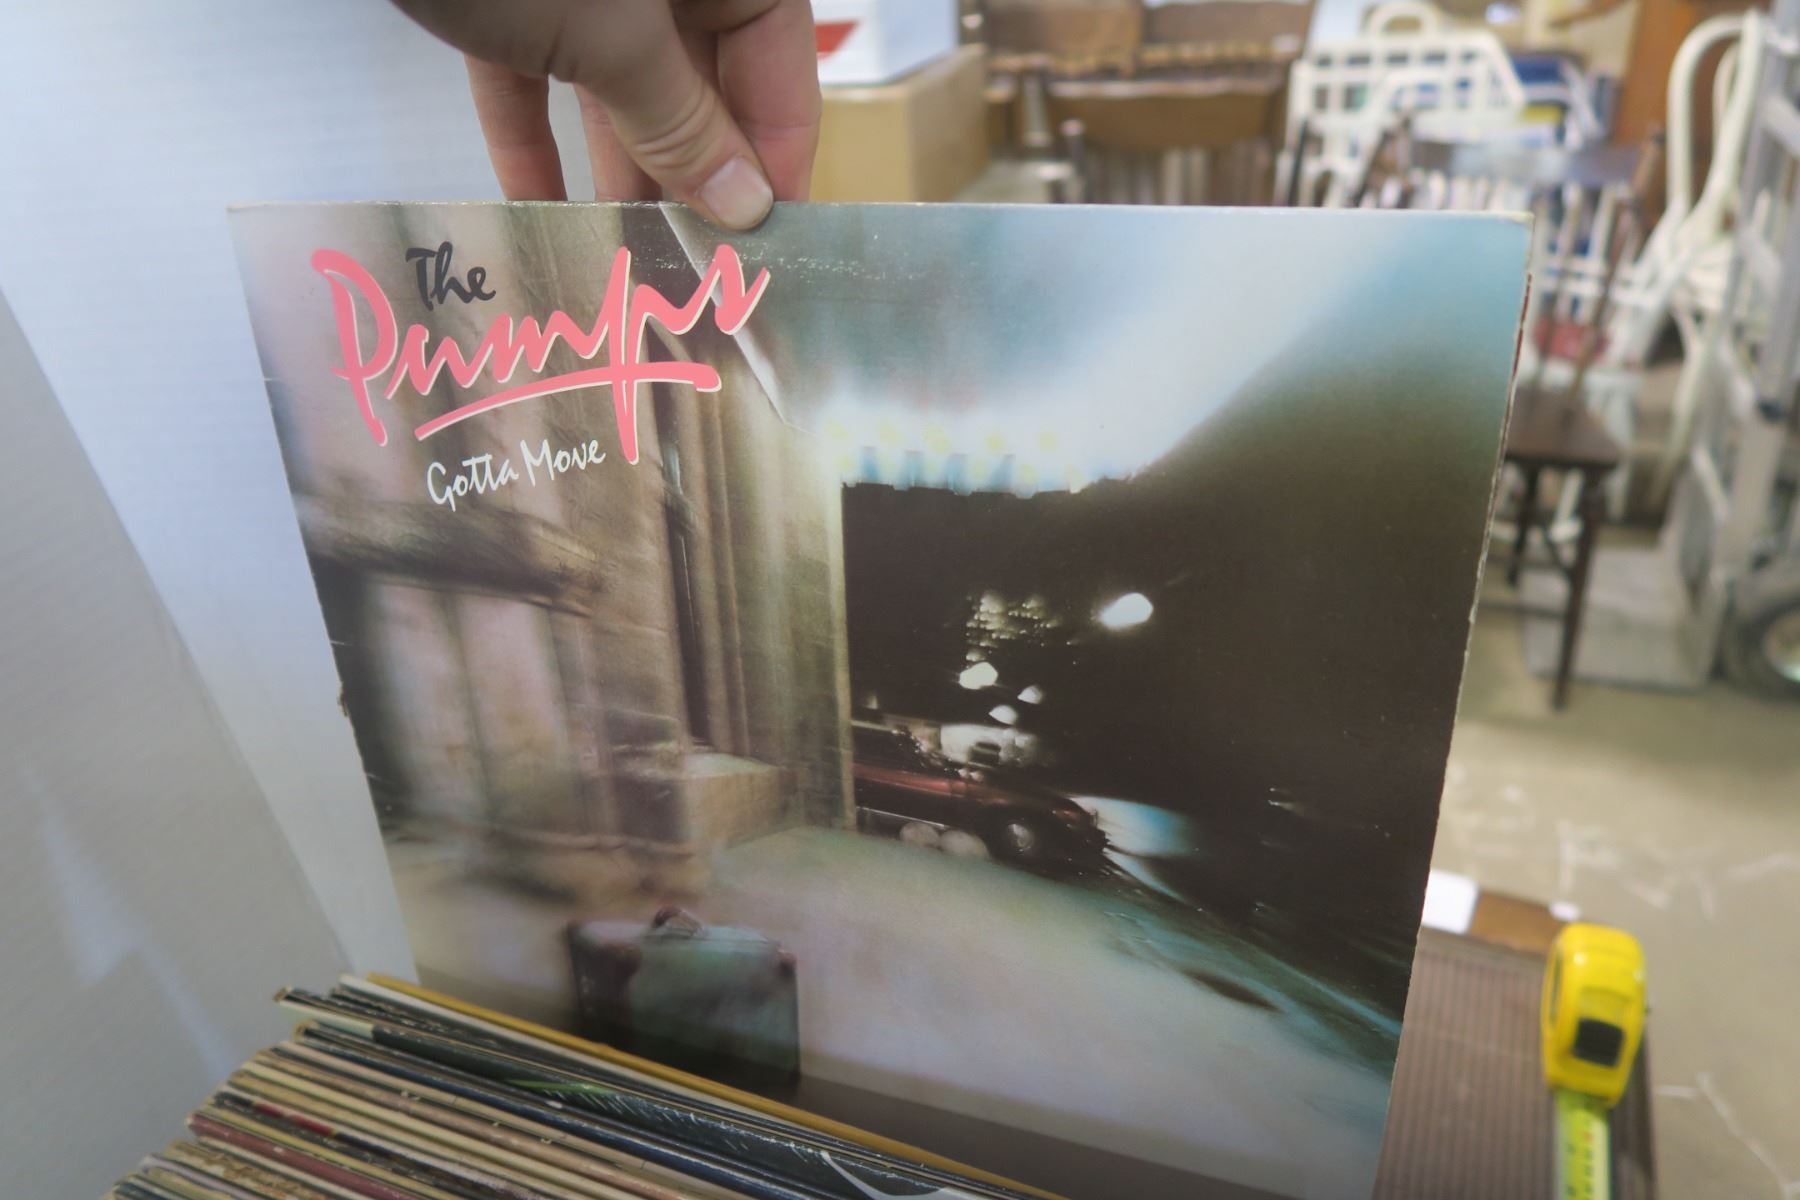 The
Pumps
Gotta Move